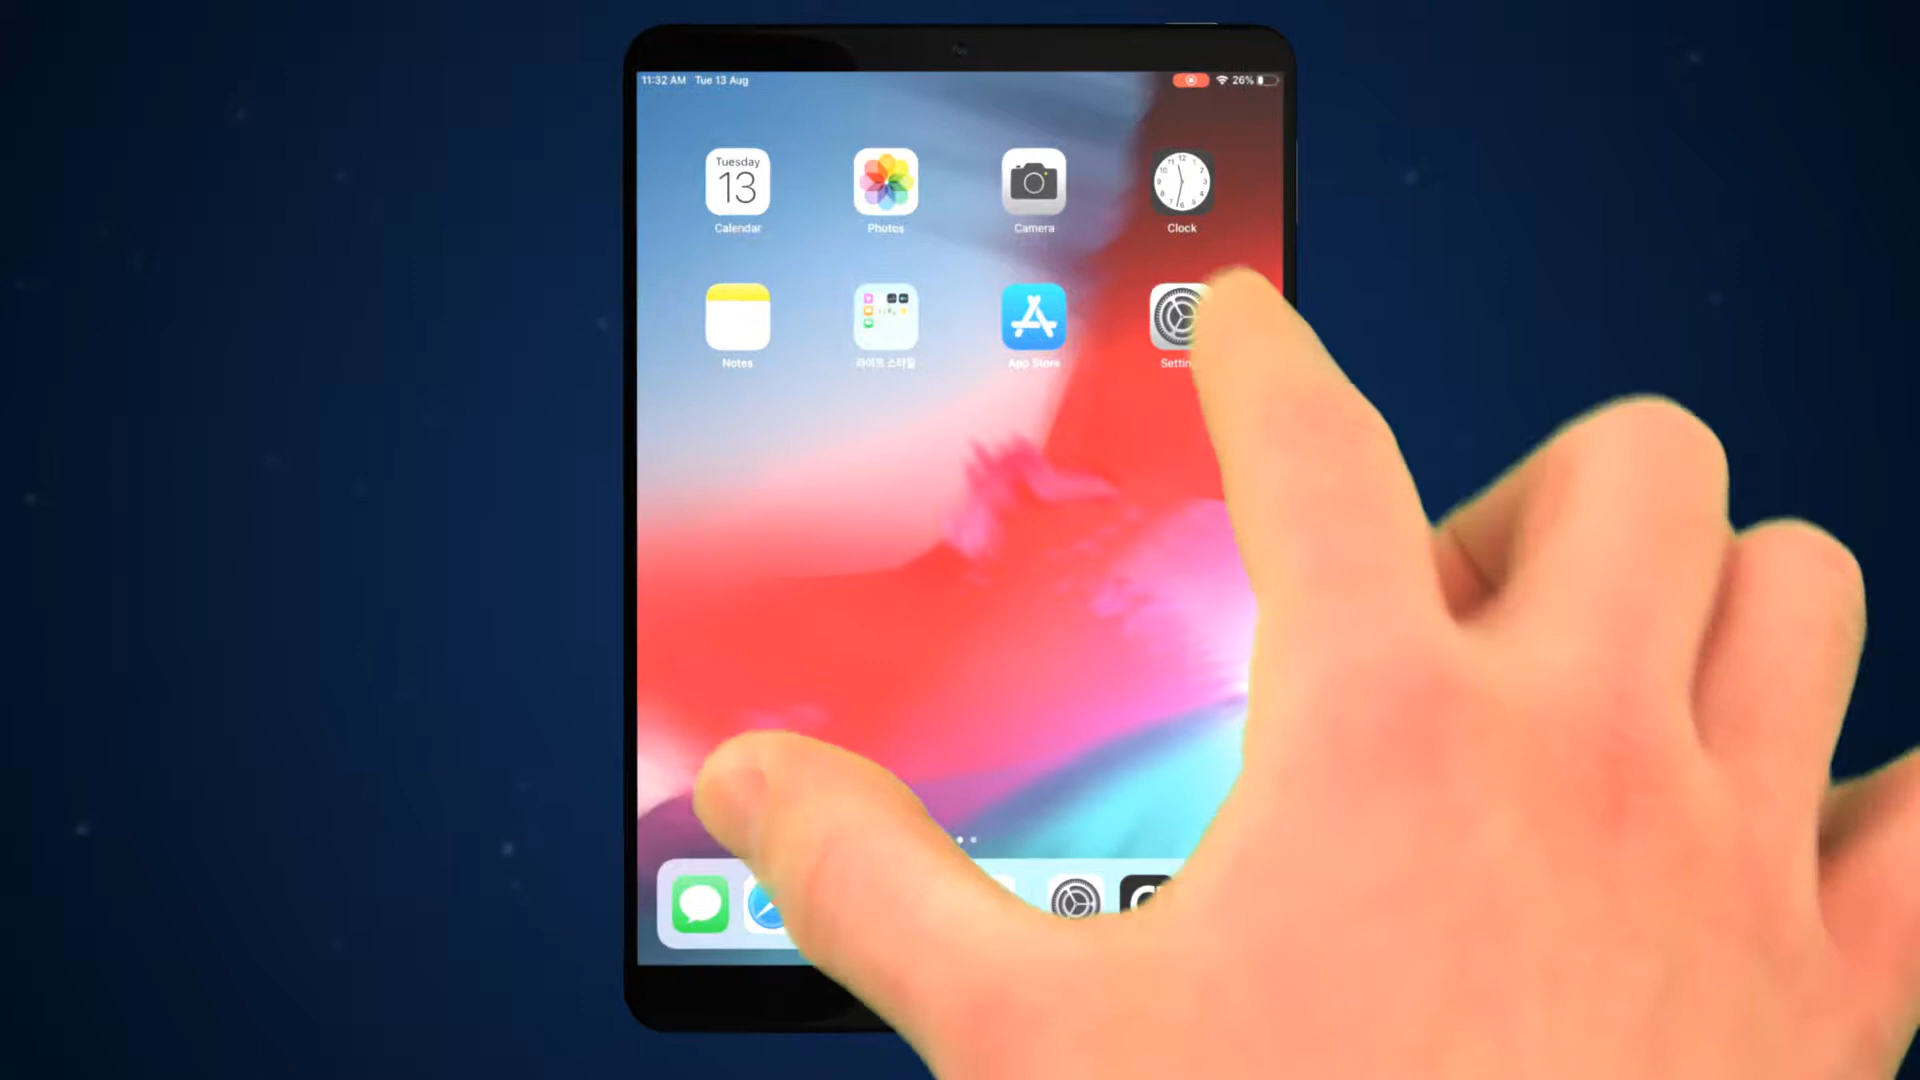 11:32 AM Tue 13 Aug 26%
Tuesday
13
Calendar
Photos
Camera
12
Clock
Notes
라이프 스타일
App Store
Settin